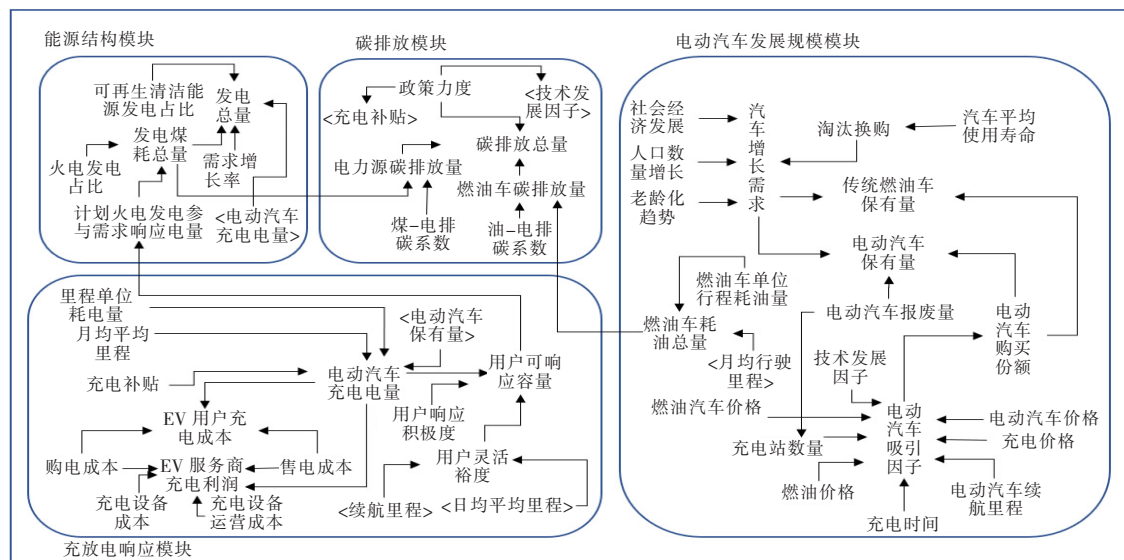 能源结构模块
可再生清洁能
源发电占比
发电
总量
发电煤
耗总量
火电发电
占比
需求增
长率
计划火电发电参
与需求响应电量
<电动汽车
充电电量>
碳排放模块
政策力度
<充电补贴>
<技术发
展因子>
碳排放总量
电力源碳排放量
燃油车碳排放量
煤–电排
碳系数
油–电排
碳系数
电动汽车发展规模模块
社会经
济发展
人口数
量增长
老龄化
趋势
汽
车
增
长
需
求
淘汰换购
汽车平均
使用寿命
传统燃油车
保有量
电动汽车
保有量
燃油车单位
行程耗油量
燃油车耗
油总量
<月均行驶
里程>
电动汽车报废量
电动
汽车
购买
份额
技术发展
因子
燃油汽车价格
充电站数量
燃油价格
电动
汽车
吸引
因子
电动汽车价格
充电价格
电动汽车续
航里程
充电时间
里程单位
耗电量
月均平均
里程
<电动汽车
保有量>
充电补贴
电动汽车
充电电量
用户可响
应容量
用户响应
积极度
EV 用户充
电成本
购电成本
EV 服务商
充电利润
售电成本
充电设备
成本
充电设备
运营成本
用户灵活
裕度
<续航里程>
<日均平均里程>
充放电响应模块